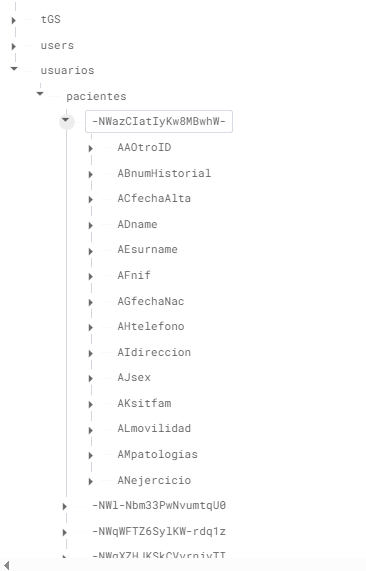 tGS
users
usuarios
pacientes
-NWazCIatIyKw8MBwhW-
AAOtroID
ABnumHistorial
ACfechaAlta
ADname
AEsurname
AFnif
AGfechaNac
AHtelefono
AIdireccion
AJsex
AKsitfam
ALmovilidad
AMpatologias
ANejercicio
-NWl-Nbm33PwNvumtqU0
-NWqWFTZ6SylKW-rdq1z